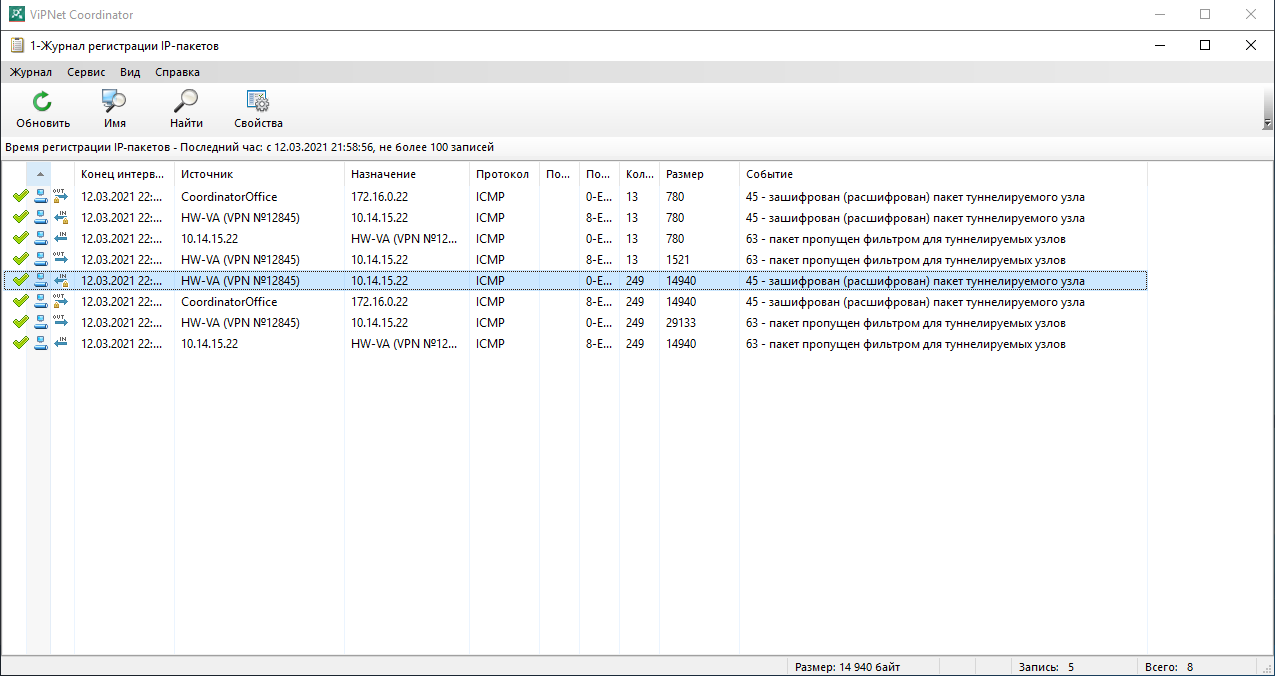 ViPNet Coordinator
1-Журнал регистрации IP-пакетов
Журнал Сервис Вид Справка
Обновить Имя Найти Свойства
Время регистрации IP-пакетов - Последний час: с 12.03.2021 21:58:56, не более 100 записей
Конец интерв... Источник Назначение Протокол По... По... Кол... Размер Событие
OUT 12.03.2021 22:... CoordinatorOffice 172.16.0.22 ICMP 0-E... 13 780 45 - зашифрован (расшифрован) пакет туннелируемого узла
IN 12.03.2021 22:... HW-VA (VPN №12845) 10.14.15.22 ICMP 8-E... 13 780 45 - зашифрован (расшифрован) пакет туннелируемого узла
IN 12.03.2021 22:... 10.14.15.22 HW-VA (VPN №12... ICMP 0-E... 13 780 63 - пакет пропущен фильтром для туннелируемых узлов
OUT 12.03.2021 22:... HW-VA (VPN №12845) 10.14.15.22 ICMP 8-E... 13 1521 63 - пакет пропущен фильтром для туннелируемых узлов
IN 12.03.2021 22:... HW-VA (VPN №12845) 10.14.15.22 ICMP 0-E... 249 14940 45 - зашифрован (расшифрован) пакет туннелируемого узла
OUT 12.03.2021 22:... CoordinatorOffice 172.16.0.22 ICMP 8-E... 249 14940 45 - зашифрован (расшифрован) пакет туннелируемого узла
OUT 12.03.2021 22:... HW-VA (VPN №12845) 10.14.15.22 ICMP 0-E... 249 29133 63 - пакет пропущен фильтром для туннелируемых узлов
IN 12.03.2021 22:... 10.14.15.22 HW-VA (VPN №12... ICMP 8-E... 249 14940 63 - пакет пропущен фильтром для туннелируемых узлов
Размер: 14 940 байт Запись: 5 Всего: 8